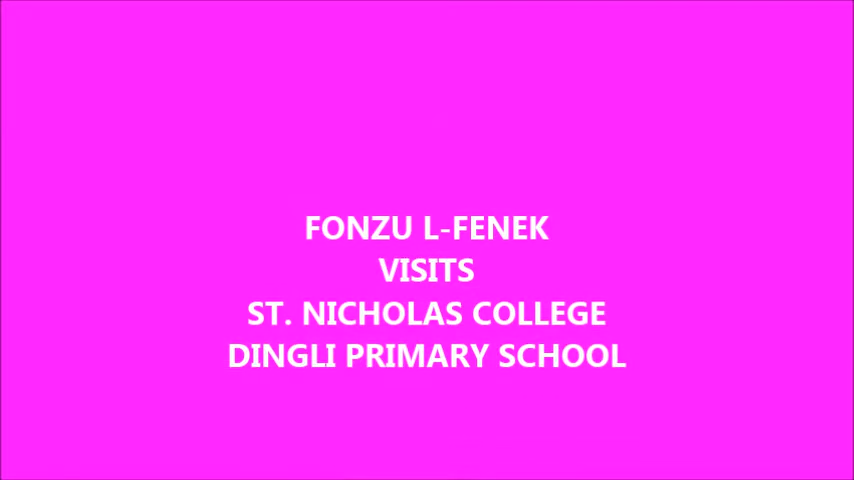 FONZU L-FENEK
VISITS
ST. NICHOLAS COLLEGE
DINGLI PRIMARY SCHOOL